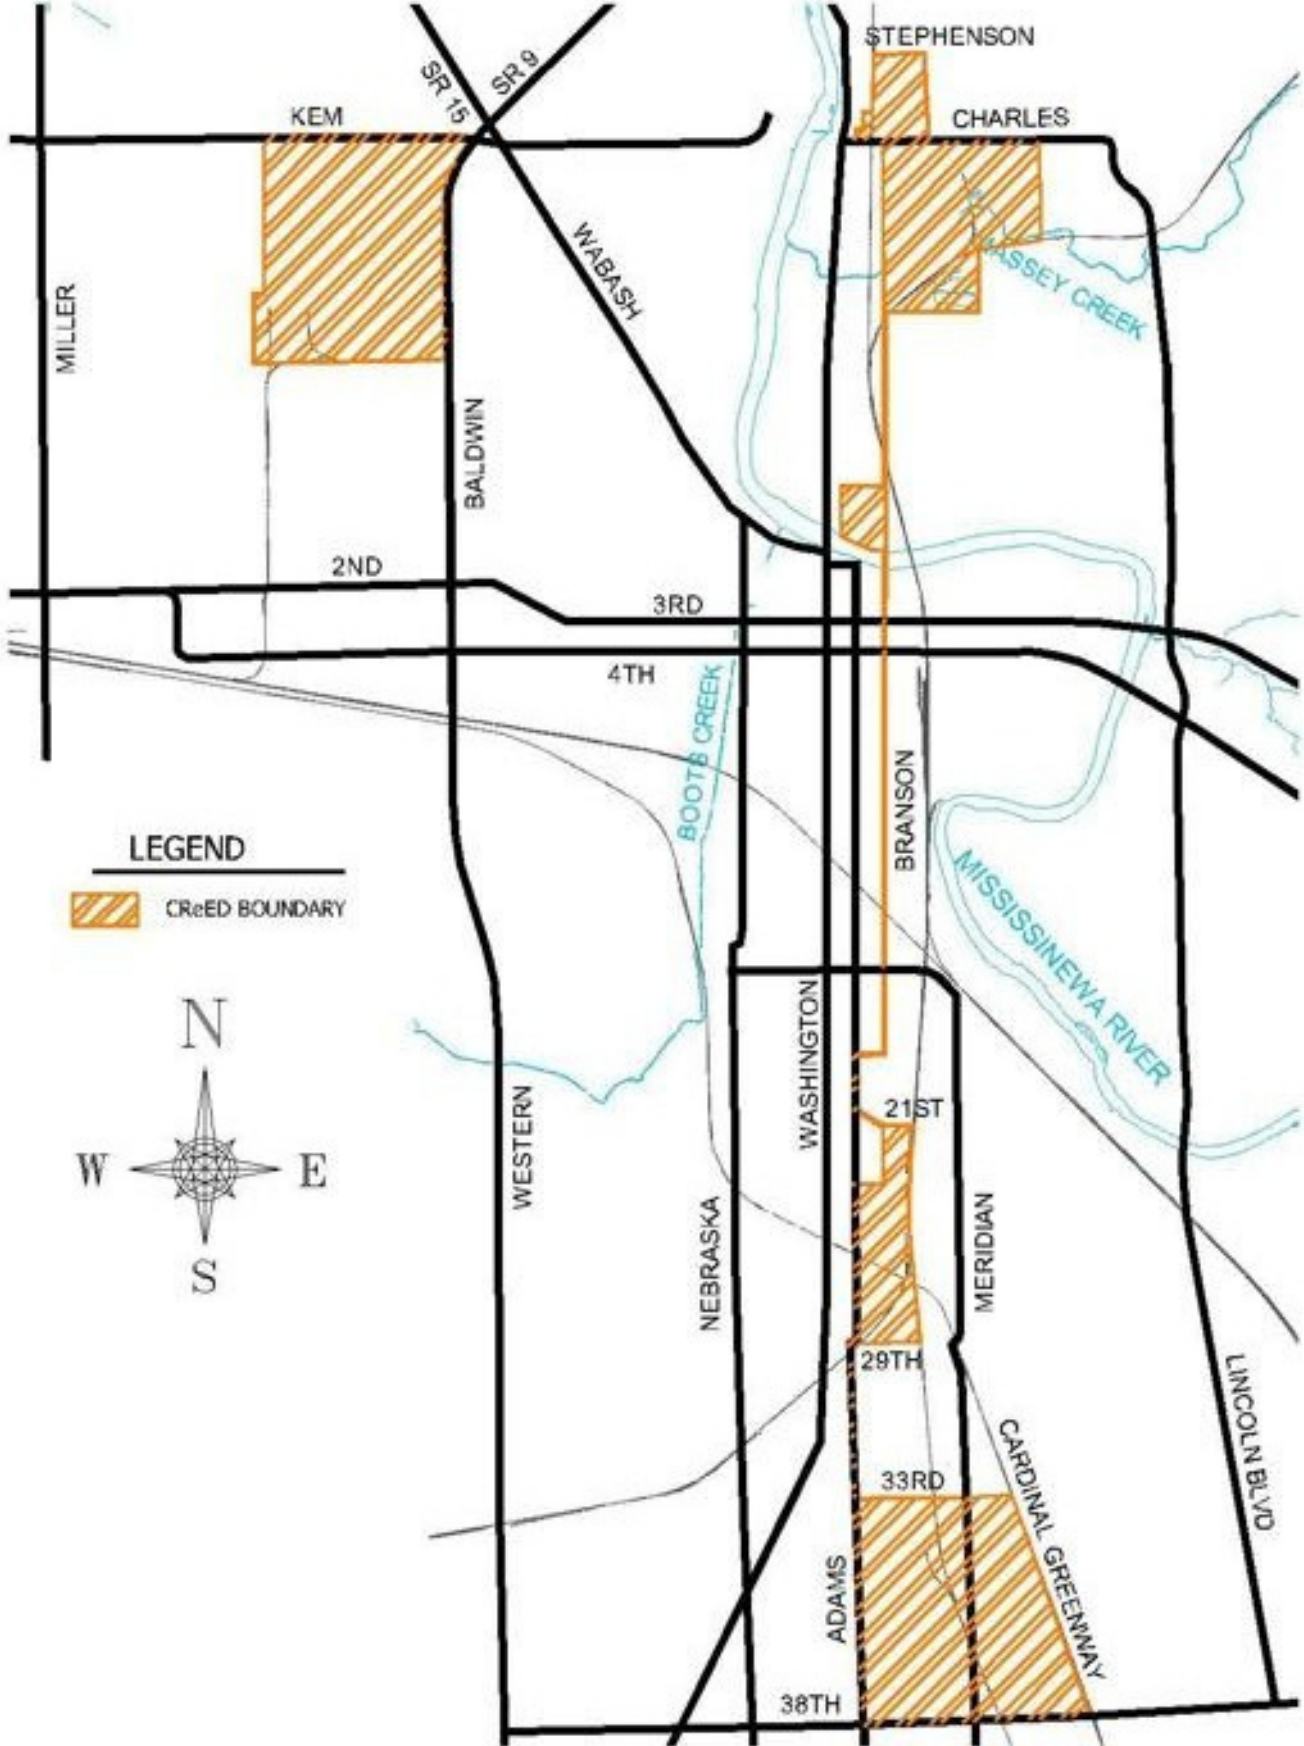 STEPHENSON
SR 9
SR 15
KEM
CHARLES
WABASH
MASSEY CREEK
MILLER
BALDWIN
2ND
3RD
4TH
BOOTS CREEK
BRANSON
LEGEND
CReED BOUNDARY
MISSISSINEWA RIVER
N
W
E
S
WASHINGTON
21ST
WESTERN
NEBRASKA
MERIDIAN
29TH
LINCOLN BLVD
CARDINAL GREENWAY
33RD
ADAMS
38TH